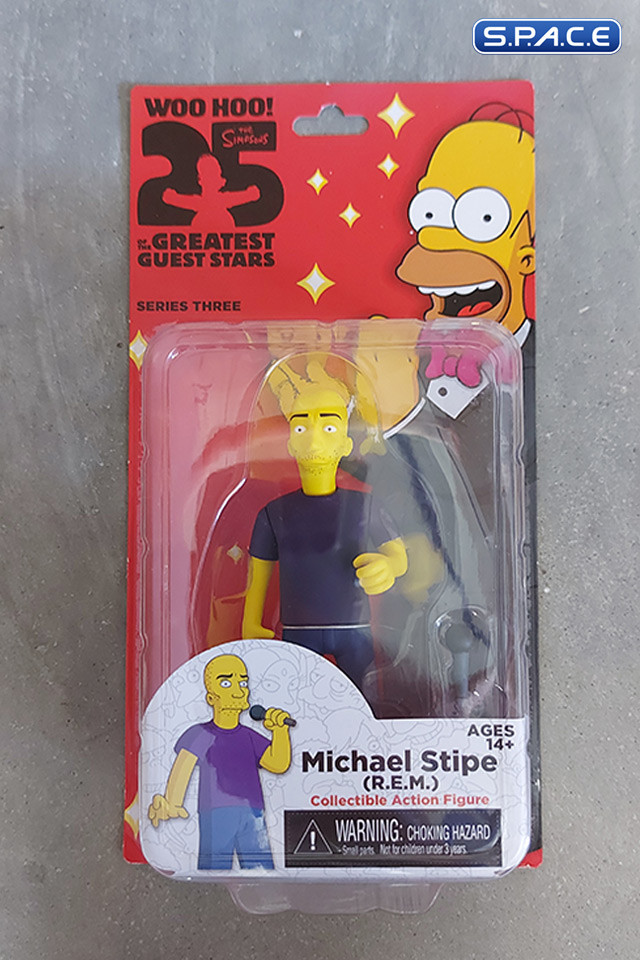 S.P.A.C.E
WOO HOO!
THE
SIMPSONS
25
OF THE GREATEST
GUEST STARS
SERIES THREE
AGES
14+
Michael Stipe
(R.E.M.)
Collectible Action Figure
WARNING: CHOKING HAZARD
- Small parts. Not for children under 3 years.